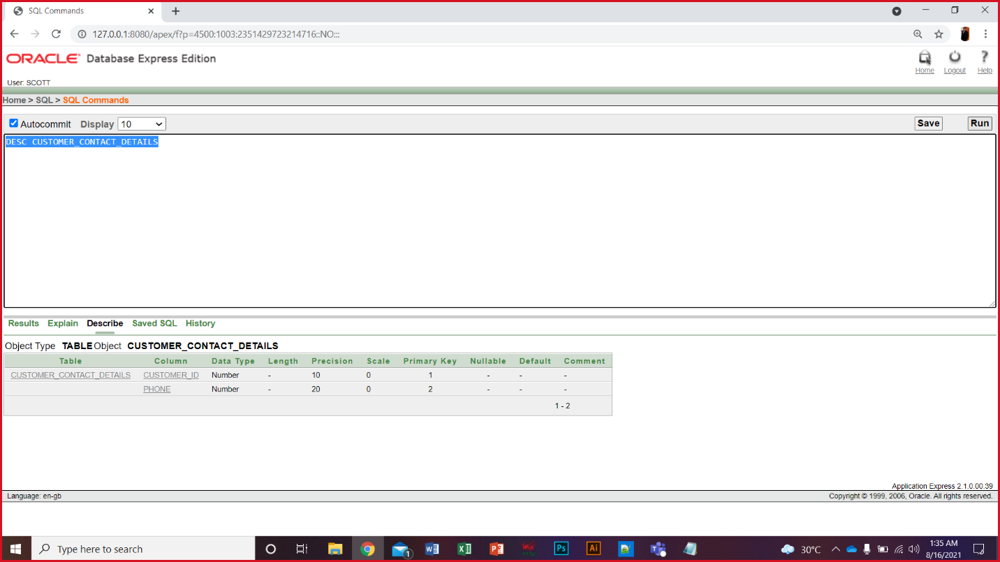 SQL Commands
127.0.0.1:8080/apex/f?p=4500:1003:2351429723214716::NO:::
ORACLE Database Express Edition
Home Logout Help
User: SCOTT
Home > SQL > SQL Commands
Autocommit Display 10 Save Run
DESC CUSTOMER_CONTACT_DETAILS
Results Explain Describe Saved SQL History
Object Type TABLE Object CUSTOMER_CONTACT_DETAILS
Table Column Data Type Length Precision Scale Primary Key Nullable Default Comment
CUSTOMER_CONTACT_DETAILS CUSTOMER_ID Number - 10 0 1 - - -
PHONE Number - 20 0 2 - - -
1 - 2
Application Express 2.1.0.00.39
Language: en-gb Copyright © 1999, 2006, Oracle. All rights reserved.
Type here to search 1 Ps Ai 30°C 1:35 AM
8/16/2021